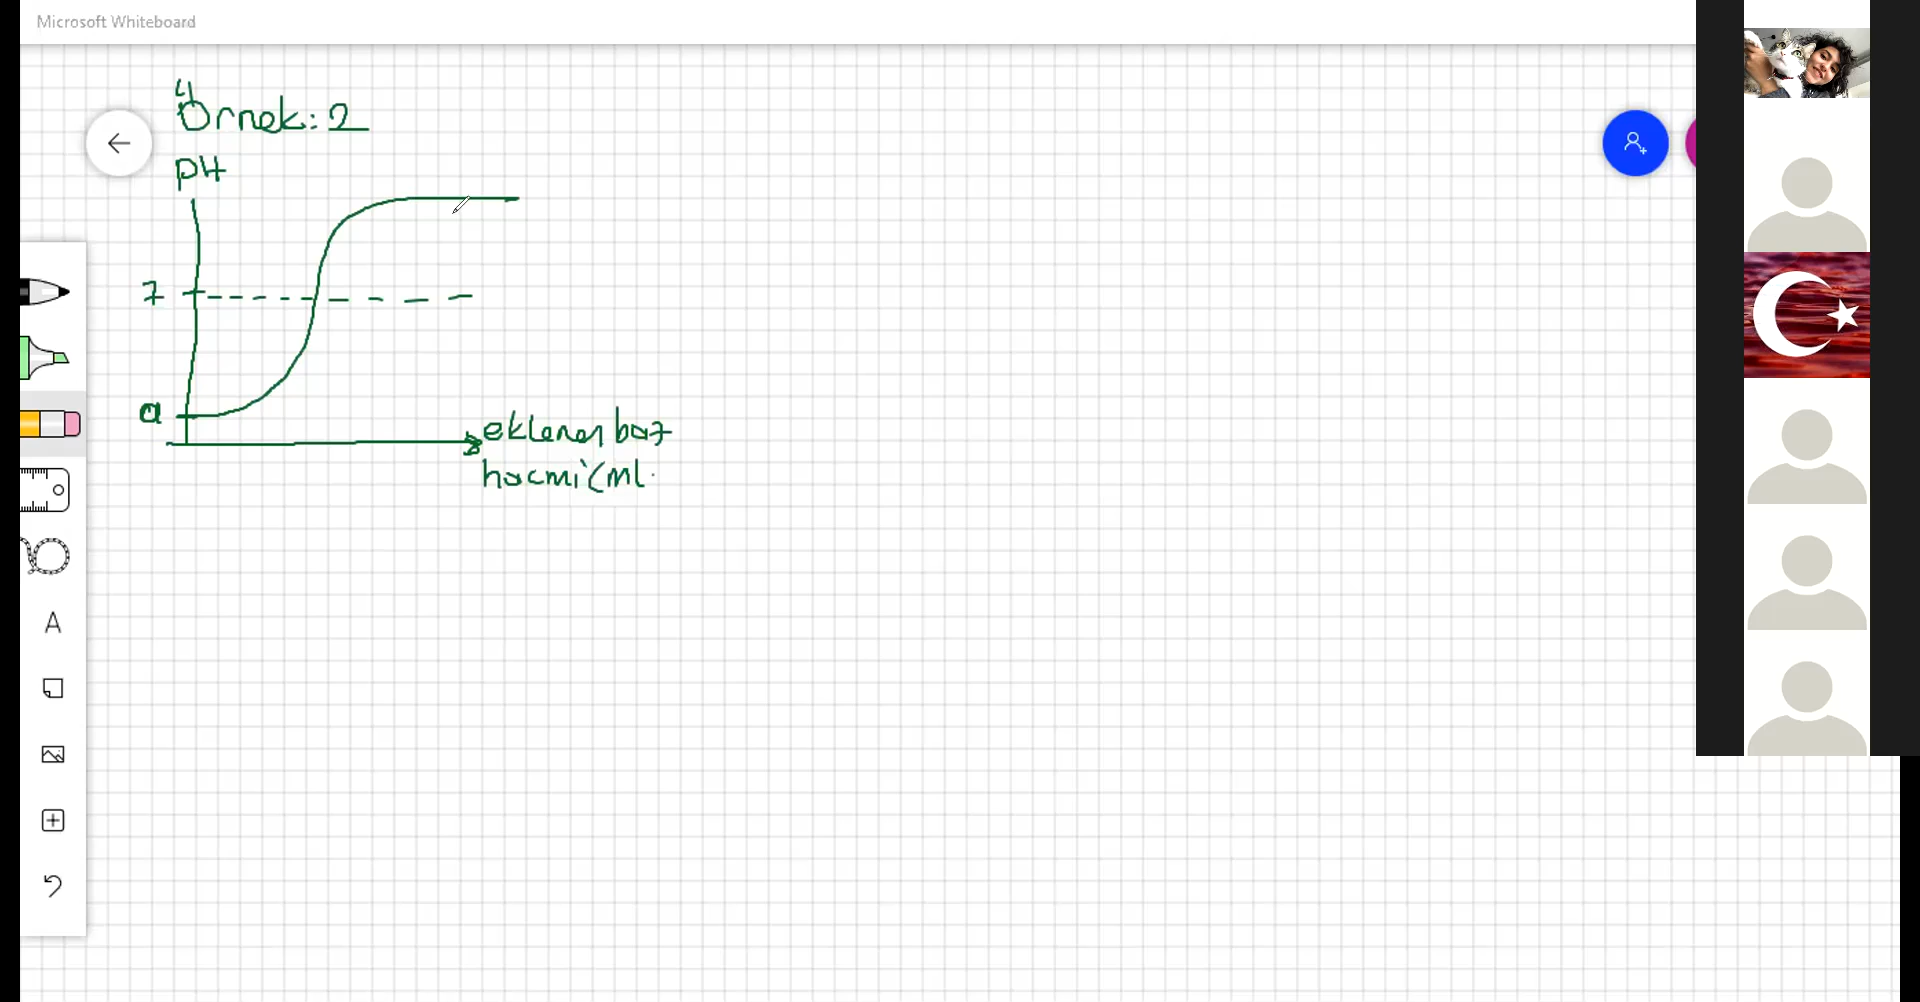 Microsoft Whiteboard
Örnek: 2
pH
7
a
eklenen baz
hacmi (ml
A